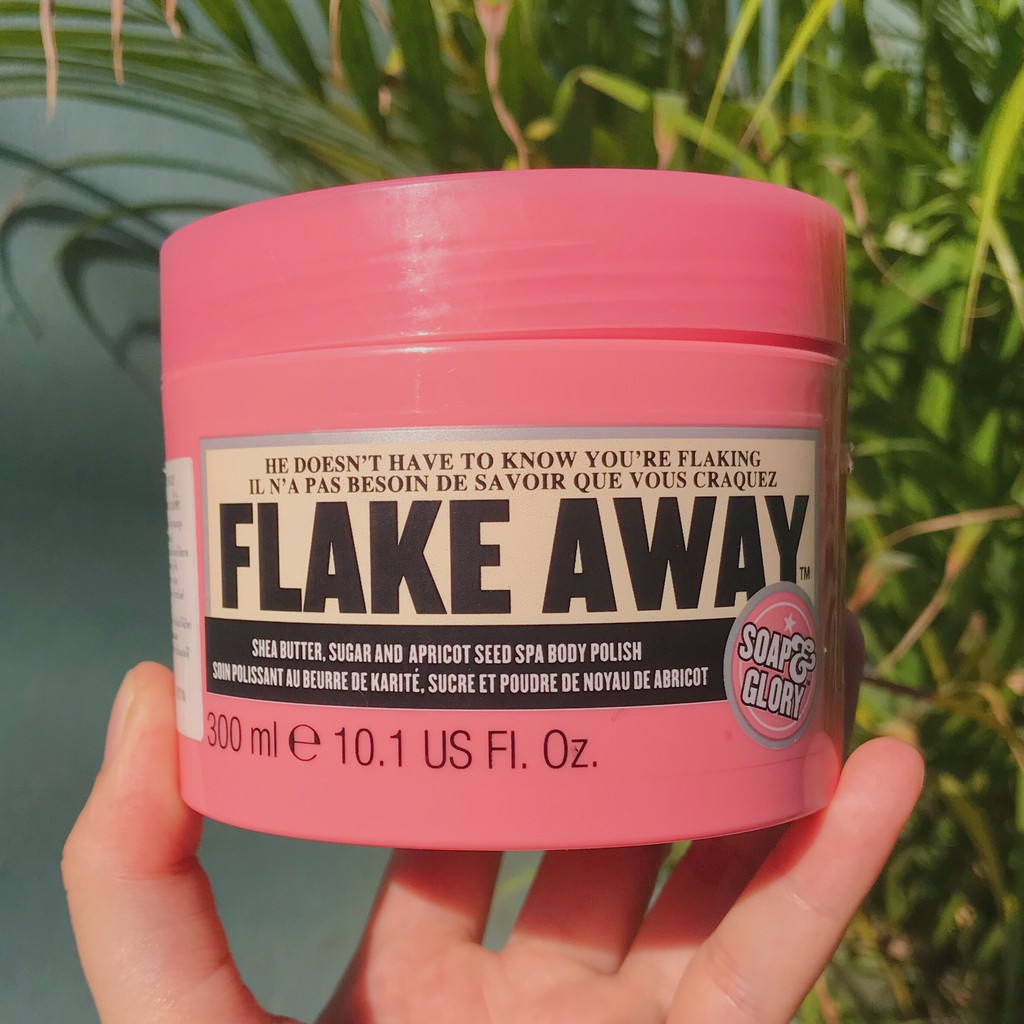 HE DOESN'T HAVE TO KNOW YOU'RE FLAKING
IL N'A PAS BESOIN DE SAVOIR QUE VOUS CRAQUEZ
FLAKE AWAY™
SHEA BUTTER, SUGAR AND APRICOT SEED SPA BODY POLISH
SOIN POLISSANT AU BEURRE DE KARITÉ, SUCRE ET POUDRE DE NOYAU DE ABRICOT
SOAP&
GLORY
300 ml ℮ 10.1 US Fl. Oz.